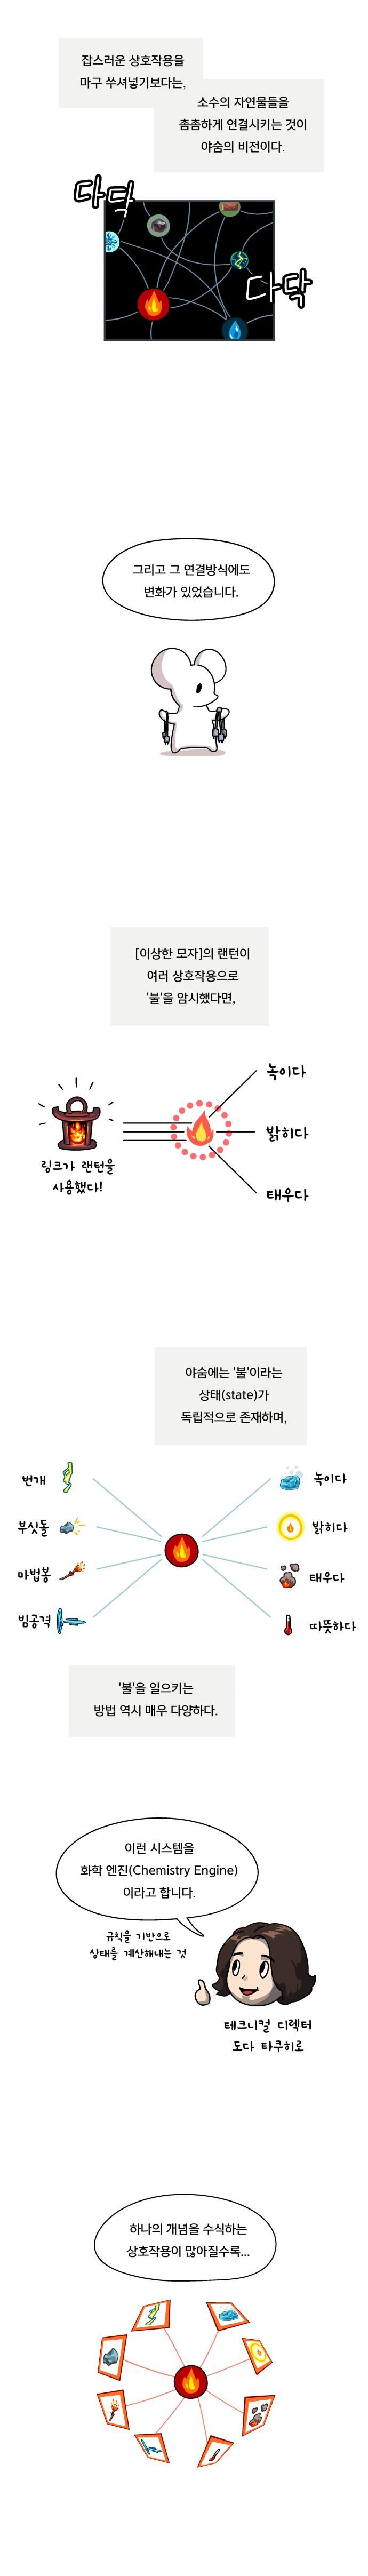 잡스러운 상호작용을
마구 쑤셔넣기보다는,
소수의 자연물들을
촘촘하게 연결시키는 것이
야숨의 비전이다.
다닥
다닥
그리고 그 연결방식에도
변화가 있었습니다.
[이상한 모자]의 랜턴이
여러 상호작용으로
'불'을 암시했다면,
녹이다
밝히다
태우다
링크가 랜턴을
사용했다!
야숨에는 '불'이라는
상태(state)가
독립적으로 존재하며,
번개
부싯돌
마법봉
빔공격
녹이다
밝히다
태우다
따뜻하다
'불'을 일으키는
방법 역시 매우 다양하다.
이런 시스템을
화학 엔진(Chemistry Engine)
이라고 합니다.
규칙을 기반으로
상태를 계산해내는 것
테크니컬 디렉터
도다 타쿠히로
하나의 개념을 수식하는
상호작용이 많아질수록...